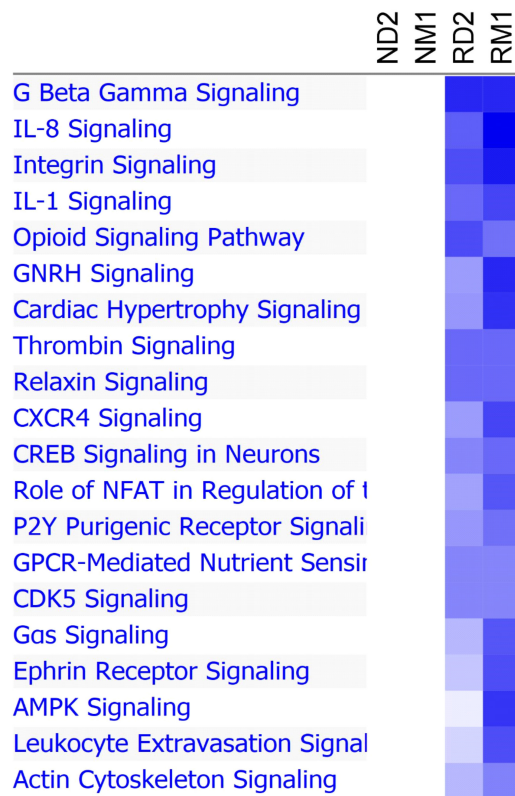 ND2 NM1 RD2 RM1
G Beta Gamma Signaling
IL-8 Signaling
Integrin Signaling
IL-1 Signaling
Opioid Signaling Pathway
GNRH Signaling
Cardiac Hypertrophy Signaling
Thrombin Signaling
Relaxin Signaling
CXCR4 Signaling
CREB Signaling in Neurons
Role of NFAT in Regulation of t
P2Y Purigenic Receptor Signali
GPCR-Mediated Nutrient Sensin
CDK5 Signaling
Gαs Signaling
Ephrin Receptor Signaling
AMPK Signaling
Leukocyte Extravasation Signal
Actin Cytoskeleton Signaling